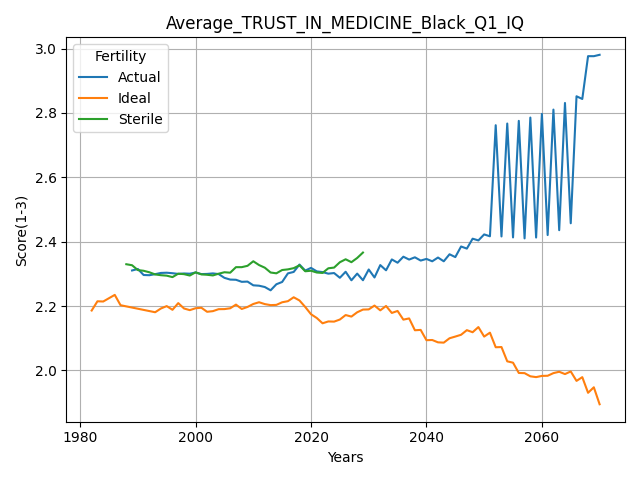 Average_TRUST_IN_MEDICINE_Black_Q1_IQ
Fertility
Actual
Ideal
Sterile
Score(1-3)
3.0
2.8
2.6
2.4
2.2
2.0
1980
2000
2020
2040
2060
Years